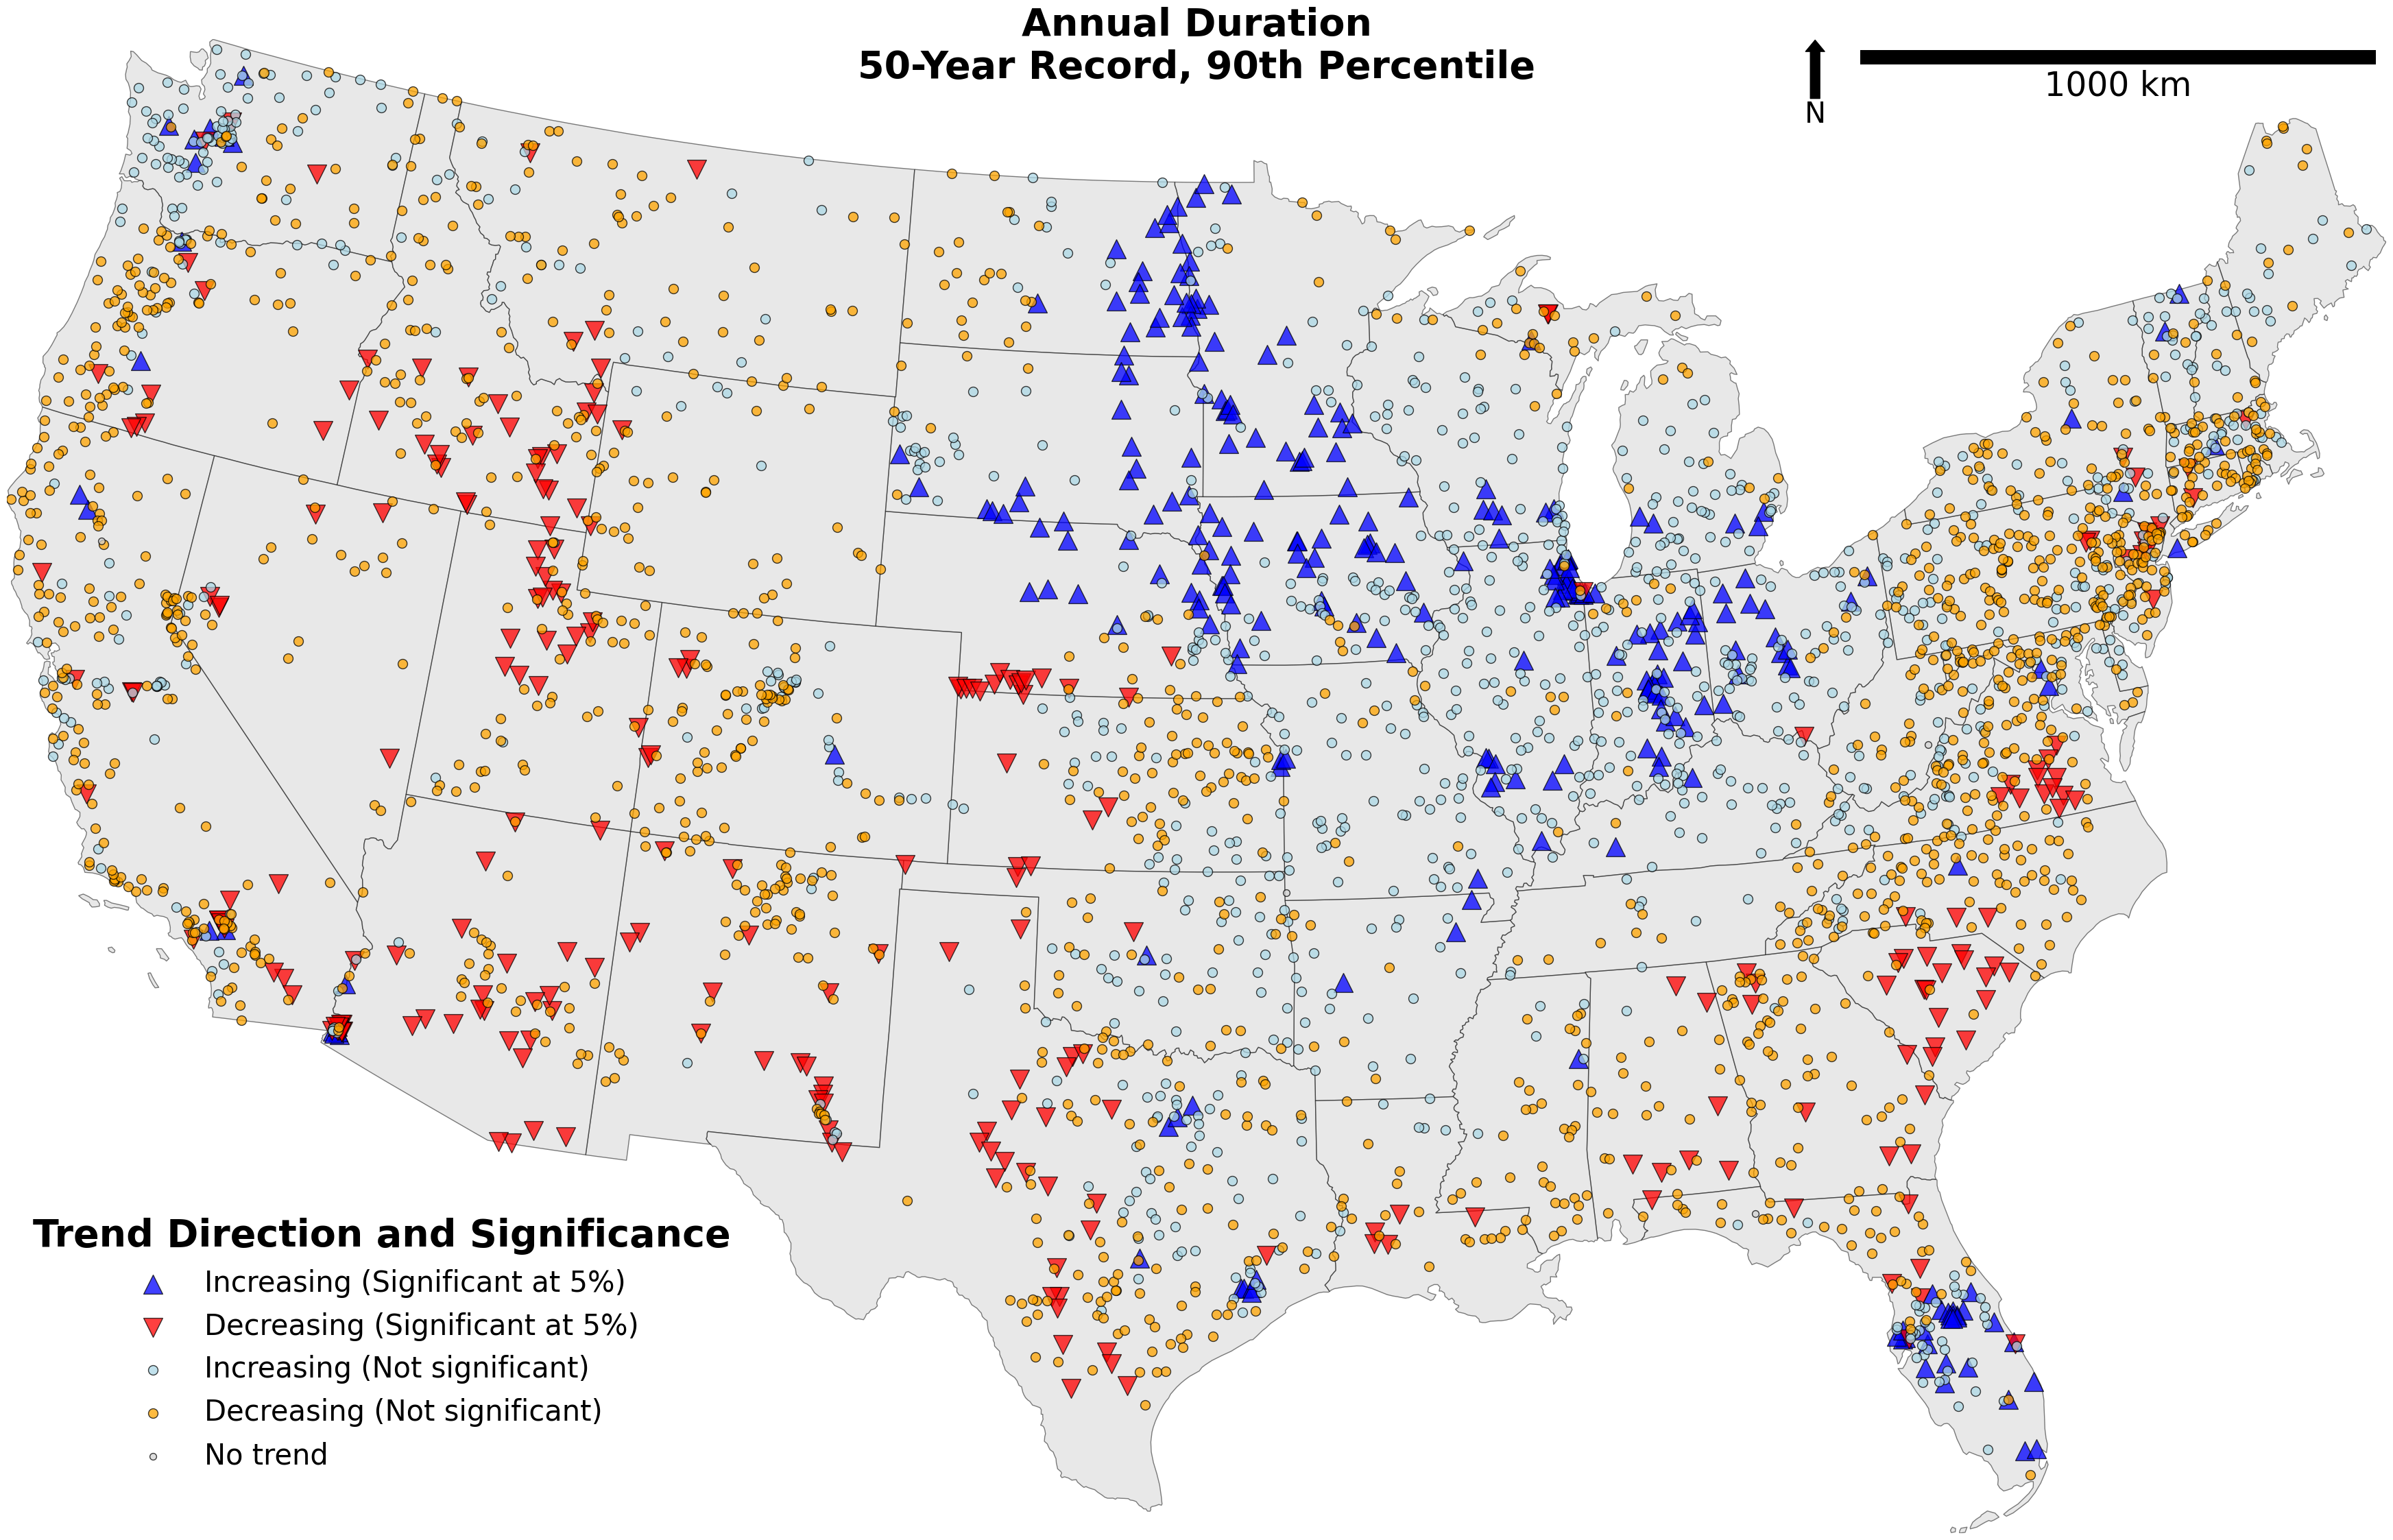 Annual Duration
50-Year Record, 90th Percentile
N
1000 km
Trend Direction and Significance
Increasing (Significant at 5%)
Decreasing (Significant at 5%)
Increasing (Not significant)
Decreasing (Not significant)
No trend